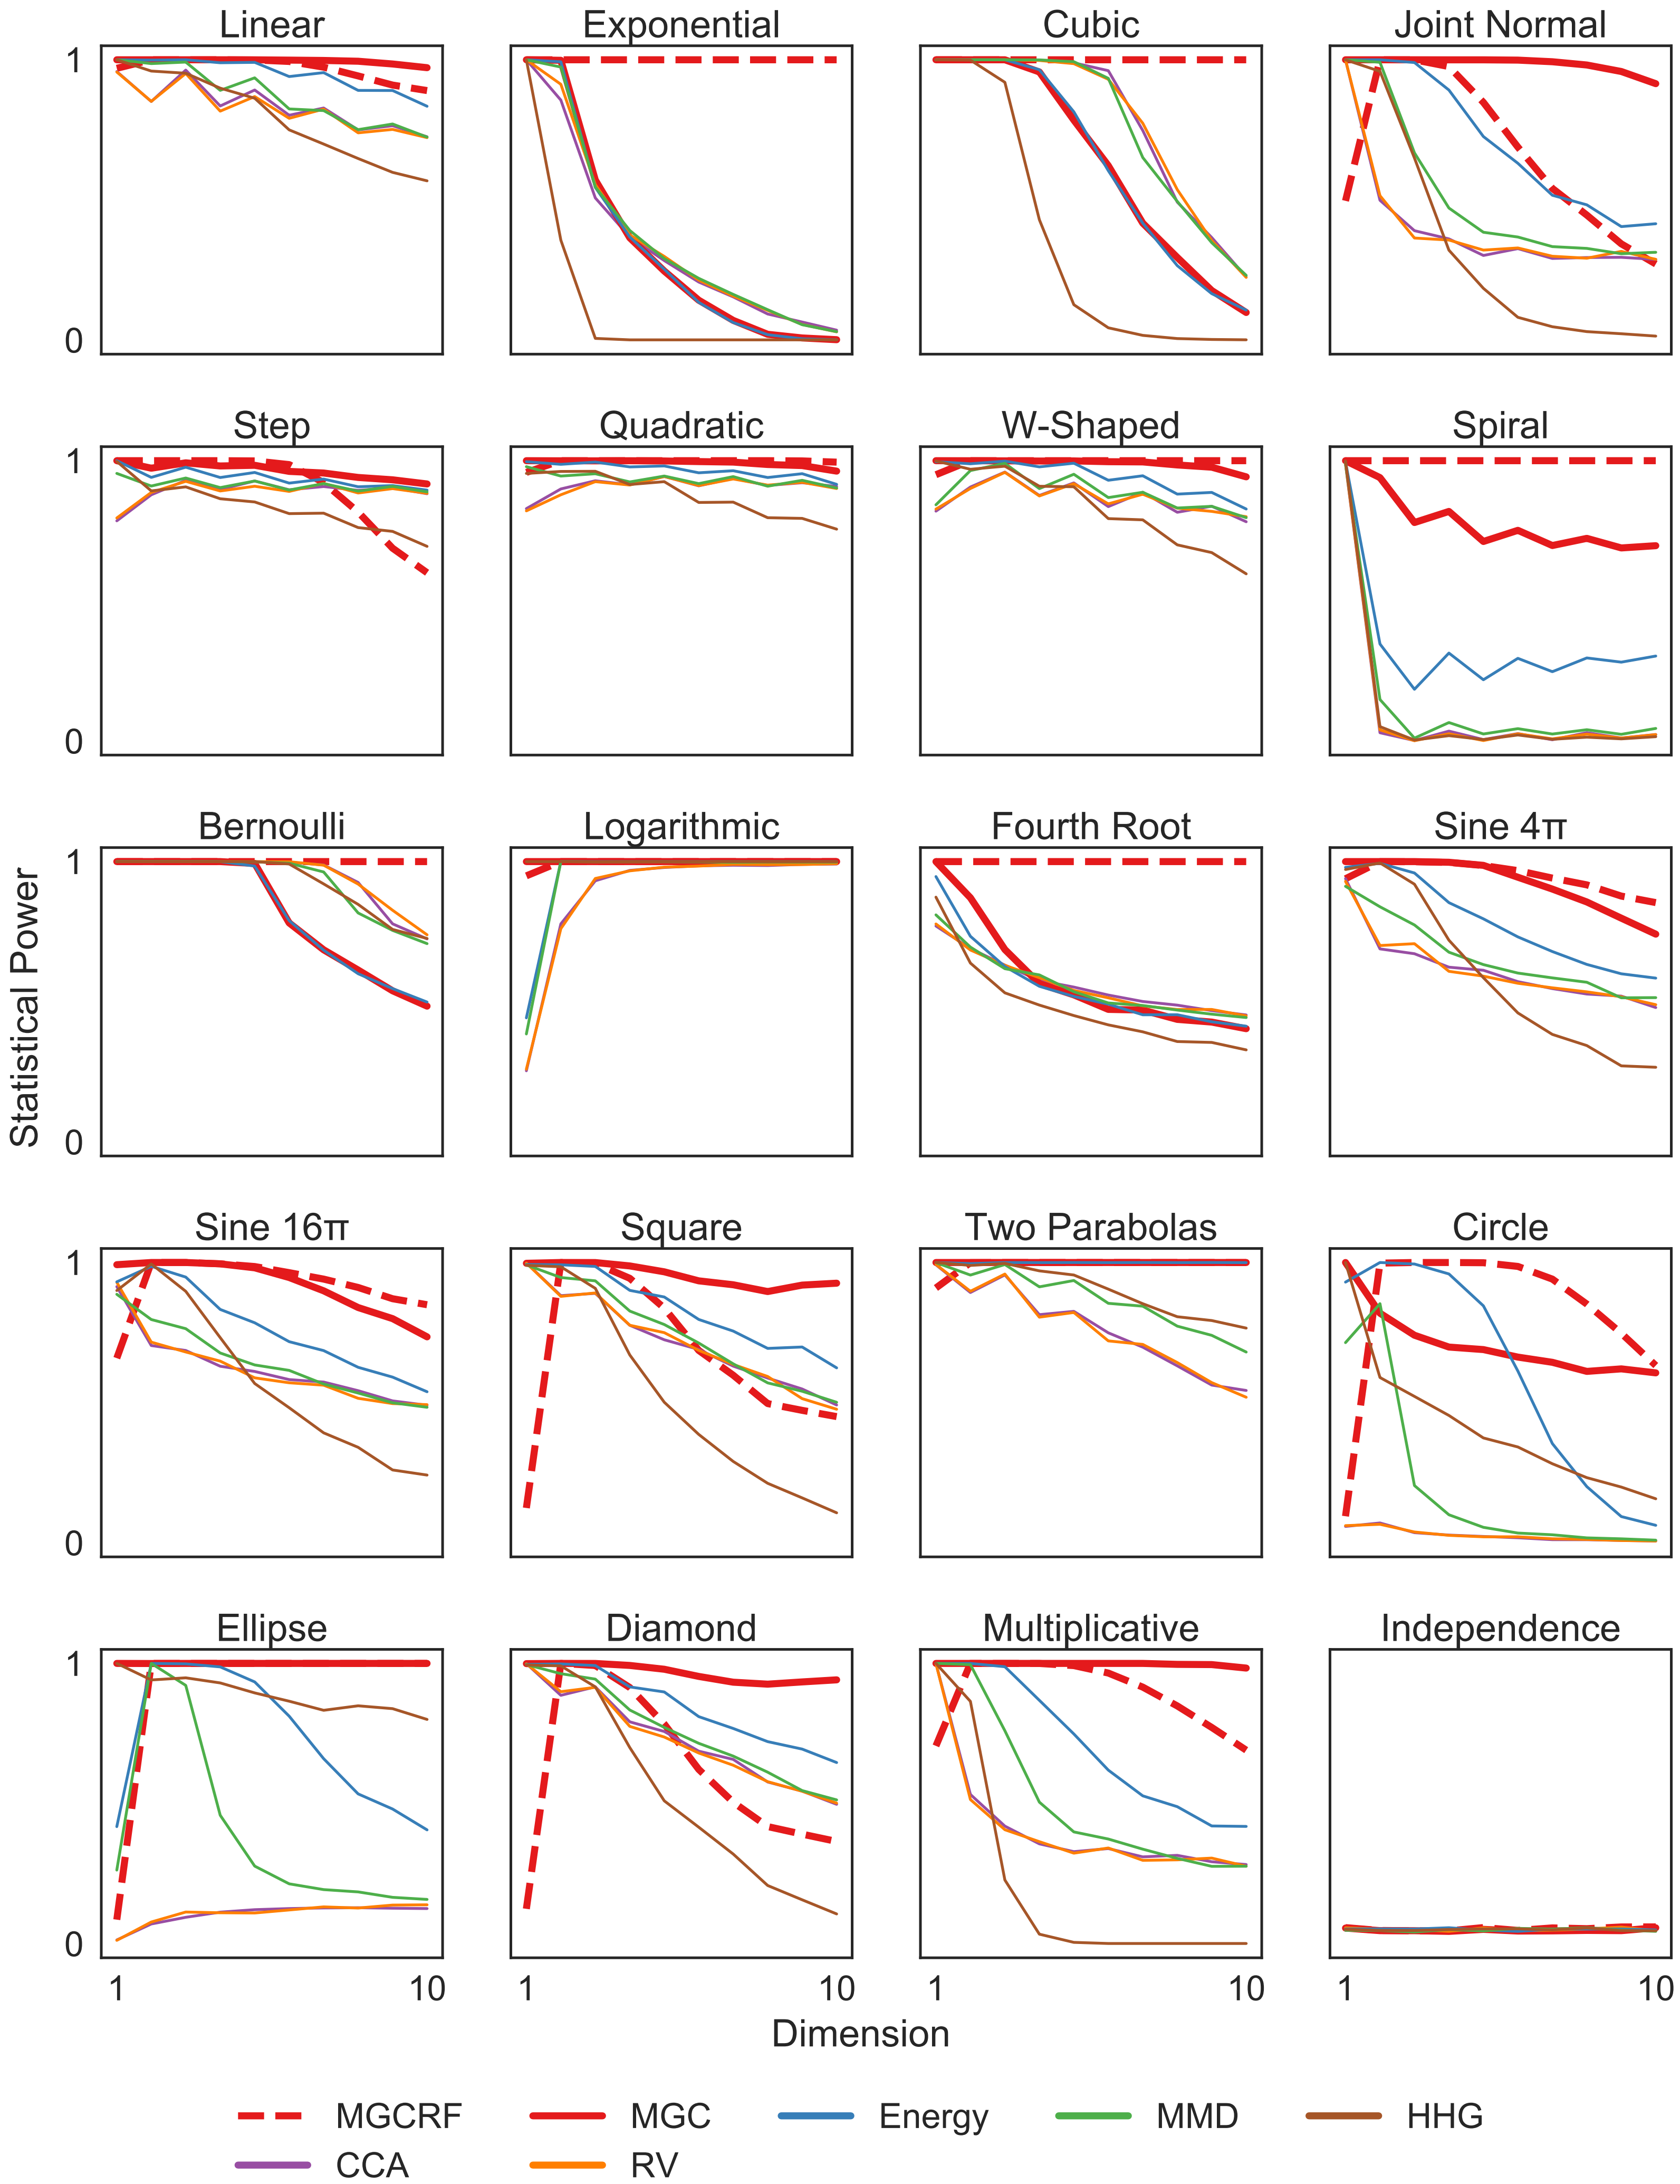 Linear Exponential Cubic Joint Normal
1
0
Step Quadratic W-Shaped Spiral
1
0
Bernoulli Logarithmic Fourth Root Sine 4π
1
0
Statistical Power
Sine 16π Square Two Parabolas Circle
1
0
Ellipse Diamond Multiplicative Independence
1
0
1 10 1 10 1 10 1 10
Dimension
MGCRF MGC Energy MMD HHG
CCA RV